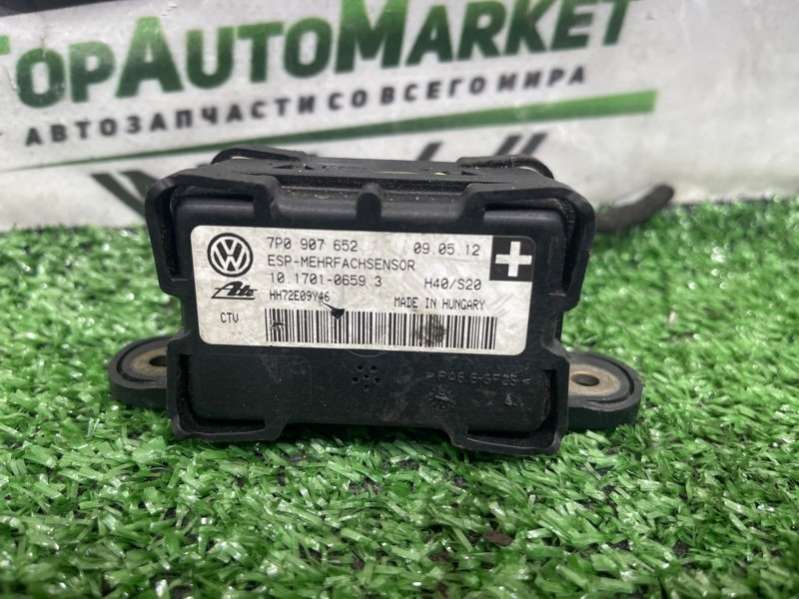 TopAutoMarket
АВТОЗАПЧАСТИ СО ВСЕГО МИРА
7P0 907 652 09.05.12
ESP-MEHRFACHSENSOR
10.1701-0659.3 H40/S20
Ate HH72E09Y46 MADE IN HUNGARY
CTV